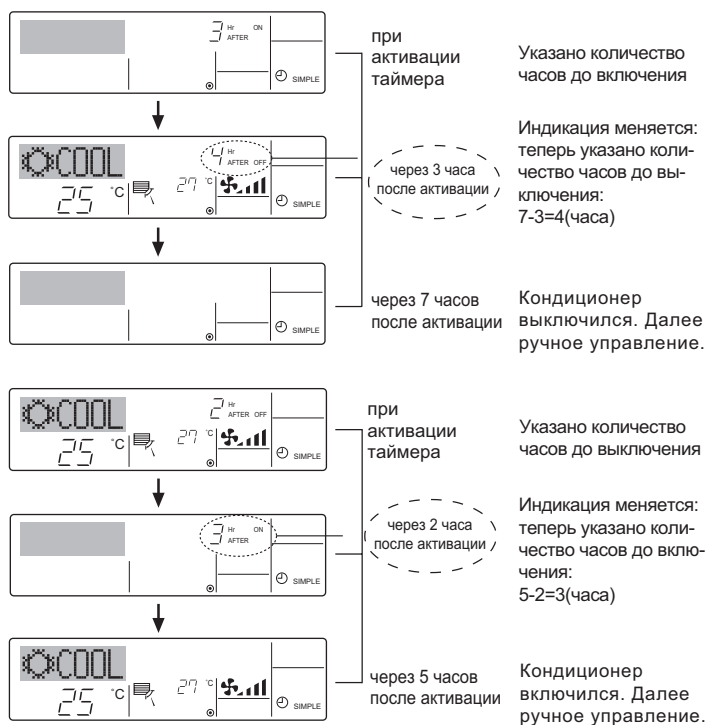 3 Hr ON
AFTER
SIMPLE
при
активации
таймера
Указано количество
часов до включения
COOL
4 Hr
AFTER OFF
25 °C
27 °C
SIMPLE
через 3 часа
после активации
Индикация меняется:
теперь указано коли-
чество часов до вы-
ключения:
7-3=4(часа)
SIMPLE
через 7 часов
после активации
Кондиционер
выключился. Далее
ручное управление.
COOL
2 Hr
AFTER OFF
25 °C
27 °C
SIMPLE
при
активации
таймера
Указано количество
часов до выключения
3 Hr ON
AFTER
SIMPLE
через 2 часа
после активации
Индикация меняется:
теперь указано коли-
чество часов до вклю-
чения:
5-2=3(часа)
COOL
25 °C
27 °C
SIMPLE
через 5 часов
после активации
Кондиционер
включился. Далее
ручное управление.